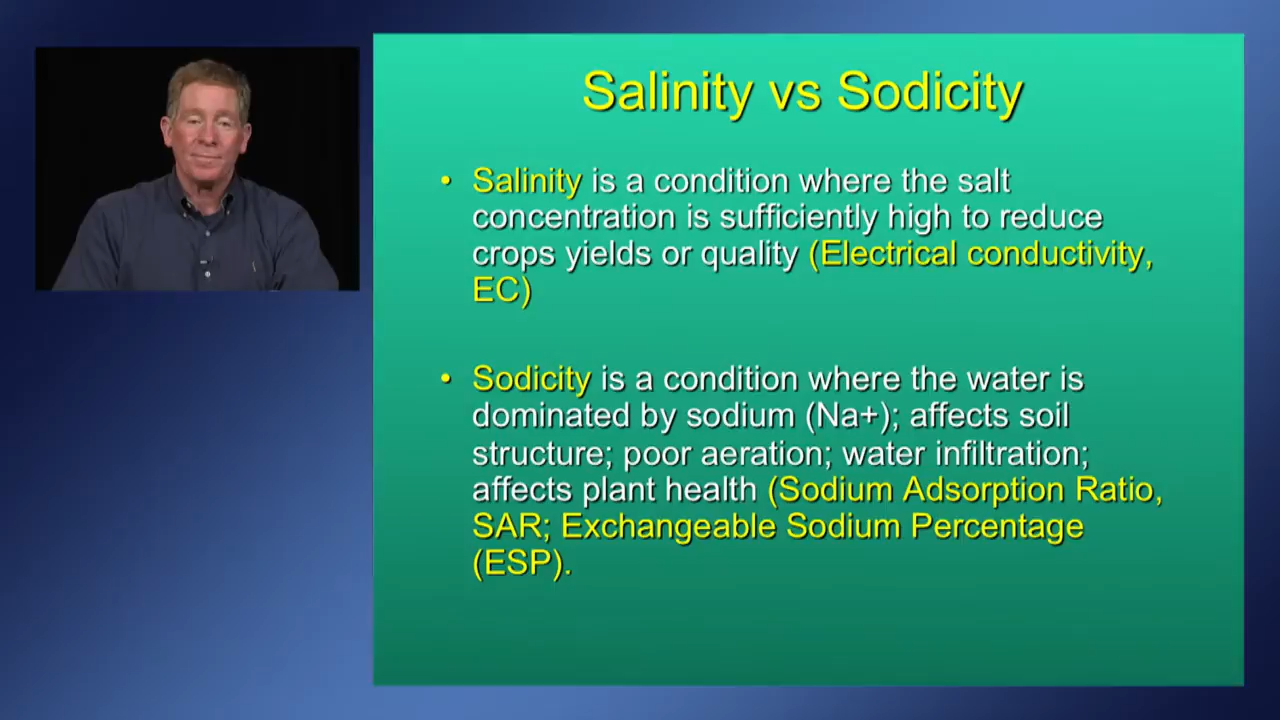 Salinity vs Sodicity
• Salinity is a condition where the salt
concentration is sufficiently high to reduce
crops yields or quality (Electrical conductivity,
EC)
• Sodicity is a condition where the water is
dominated by sodium (Na+); affects soil
structure; poor aeration; water infiltration;
affects plant health (Sodium Adsorption Ratio,
SAR; Exchangeable Sodium Percentage
(ESP).